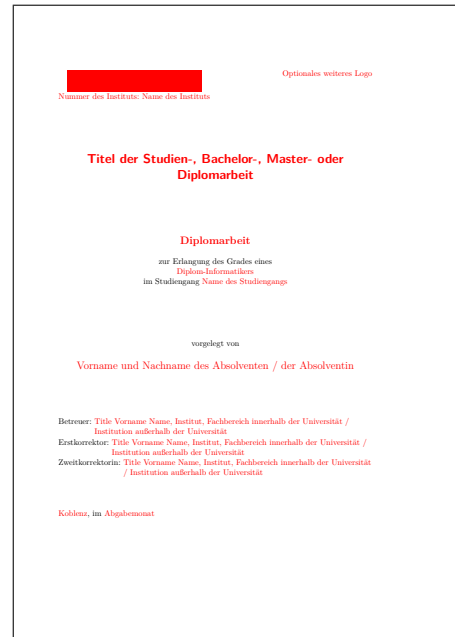 Optionales weiteres Logo
Nummer des Instituts: Name des Instituts
Titel der Studien-, Bachelor-, Master- oder
Diplomarbeit
Diplomarbeit
zur Erlangung des Grades eines
Diplom-Informatikers
im Studiengang Name des Studiengangs
vorgelegt von
Vorname und Nachname des Absolventen / der Absolventin
Betreuer: Title Vorname Name, Institut, Fachbereich innerhalb der Universität /
Institution außerhalb der Universität
Erstkorrektor: Title Vorname Name, Institut, Fachbereich innerhalb der Universität /
Institution außerhalb der Universität
Zweitkorrektorin: Title Vorname Name, Institut, Fachbereich innerhalb der Universität
/ Institution außerhalb der Universität
Koblenz, im Abgabemonat